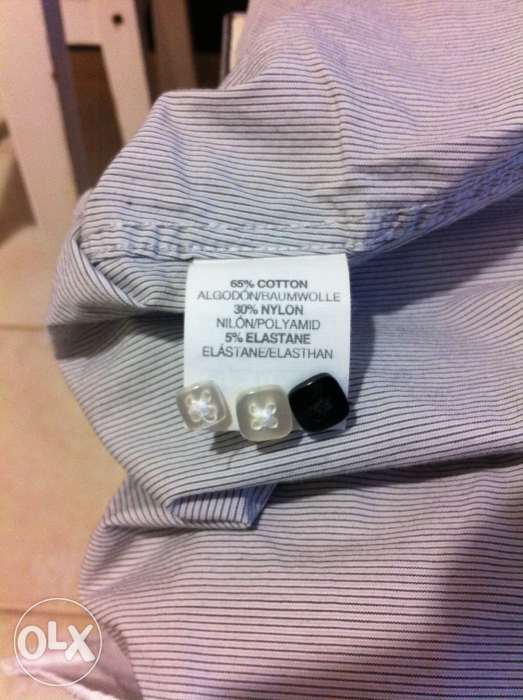 65% COTTON
ALGODÓN/BAUMWOLLE
30% NYLON
NILÓN/POLYAMID
5% ELASTANE
ELÁSTANE/ELASTHAN
OLX